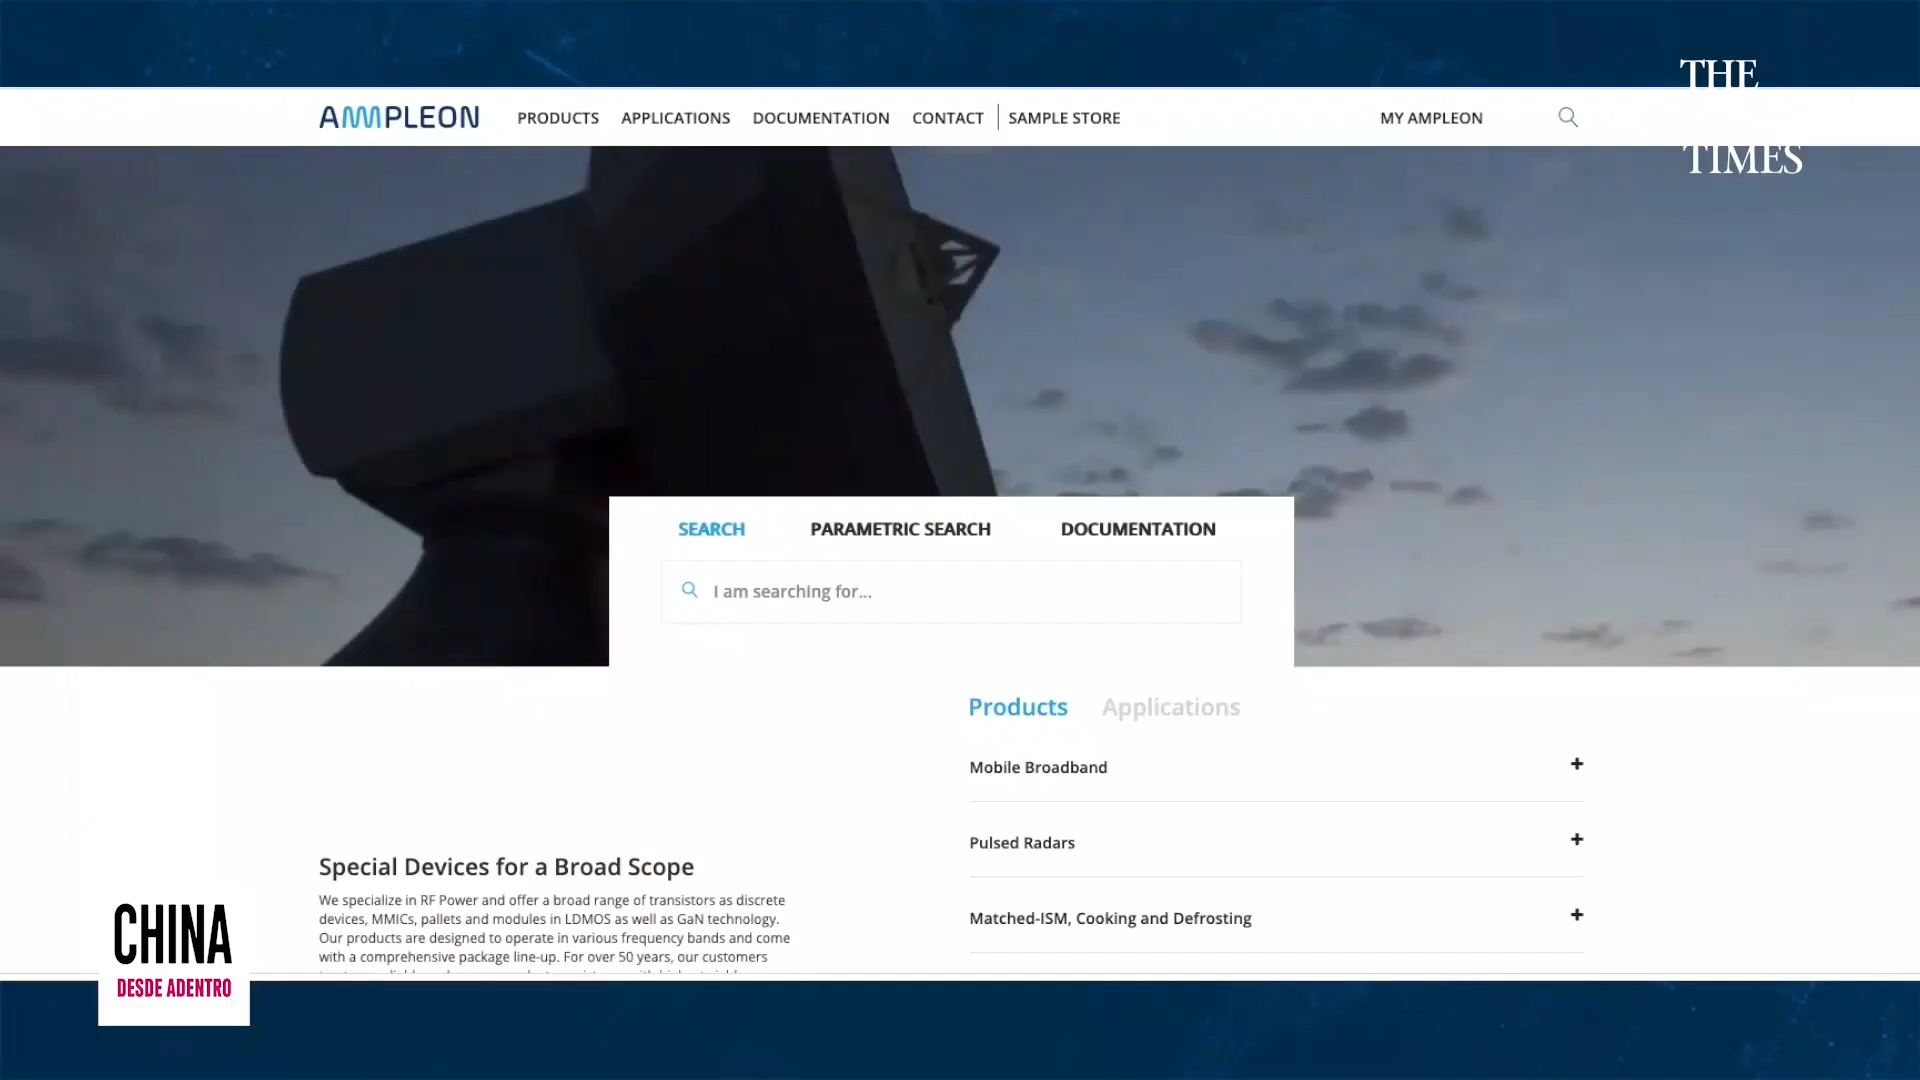 THE
TIMES
AMPLEON
PRODUCTS APPLICATIONS DOCUMENTATION CONTACT SAMPLE STORE MY AMPLEON
SEARCH PARAMETRIC SEARCH DOCUMENTATION
I am searching for...
Products Applications
Mobile Broadband +
Pulsed Radars +
Matched-ISM, Cooking and Defrosting +
Special Devices for a Broad Scope
We specialize in RF Power and offer a broad range of transistors as discrete
devices, MMICs, pallets and modules in LDMOS as well as GaN technology.
Our products are designed to operate in various frequency bands and come
with a comprehensive package line-up. For over 50 years, our customers
CHINA
DESDE ADENTRO